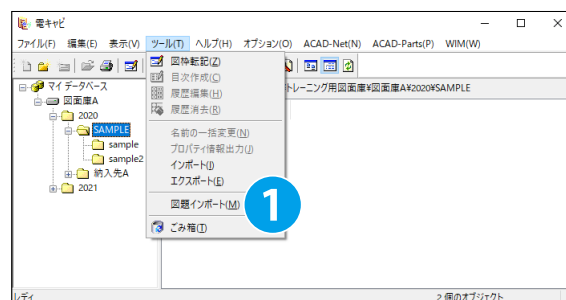 電キャビ
ファイル(F) 編集(E) 表示(V) ツール(T) ヘルプ(H) オプション(O) ACAD-Net(N) ACAD-Parts(P) WIM(W)
マイ データベース
図面庫A
2020
SAMPLE
sample
sample2
納入先A
2021
図枠転記(Z)
目次作成(C)
履歴編集(H)
履歴消去(R)
名前の一括変更(N)
プロパティ情報出力(J)
インポート(I)
エクスポート(E)
図題インポート(M)
ごみ箱(T)
1
トレーニング用図面庫¥図面庫A¥2020¥SAMPLE
レディ
2 個のオブジェクト